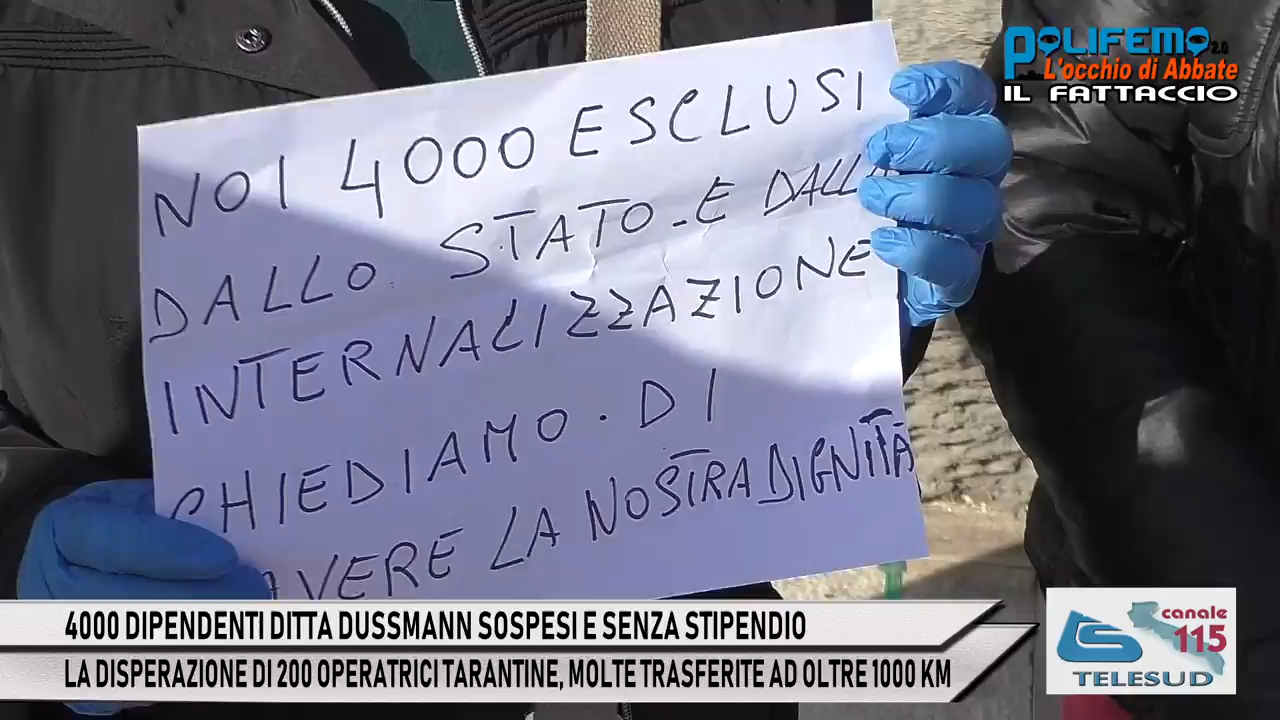 POLIFEMO 2.0
L'occhio di Abbate
IL FATTACCIO
NOI 4000 ESCLUSI
DALLO STATO E DALL
INTERNALIZZAZIONE
CHIEDIAMO. DI
AVERE LA NOSTRA DIGNITÀ
4000 DIPENDENTI DITTA DUSSMANN SOSPESI E SENZA STIPENDIO
LA DISPERAZIONE DI 200 OPERATRICI TARANTINE, MOLTE TRASFERITE AD OLTRE 1000 KM
canale
115
TS
TELESUD